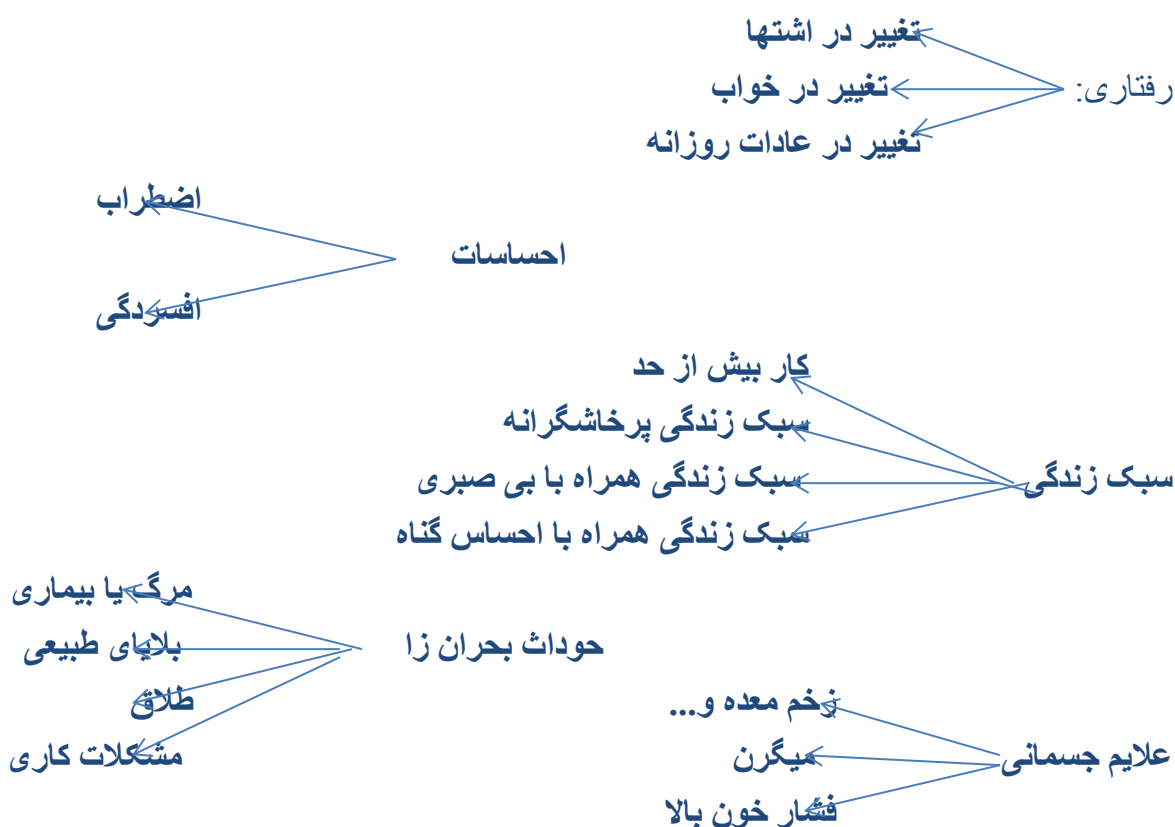 رفتاری:
تغییر در اشتها
تغییر در خواب
تغییر در عادات روزانه
احساسات
اضطراب
افسردگی
سبک زندگی
کار بیش از حد
سبک زندگی پرخاشگرانه
سبک زندگی همراه با بی صبری
سبک زندگی همراه با احساس گناه
حوداث بحران زا
مرگ یا بیماری
بلایای طبیعی
طلاق
مشکلات کاری
علایم جسمانی
زخم معده و...
میگرن
فشار خون بالا